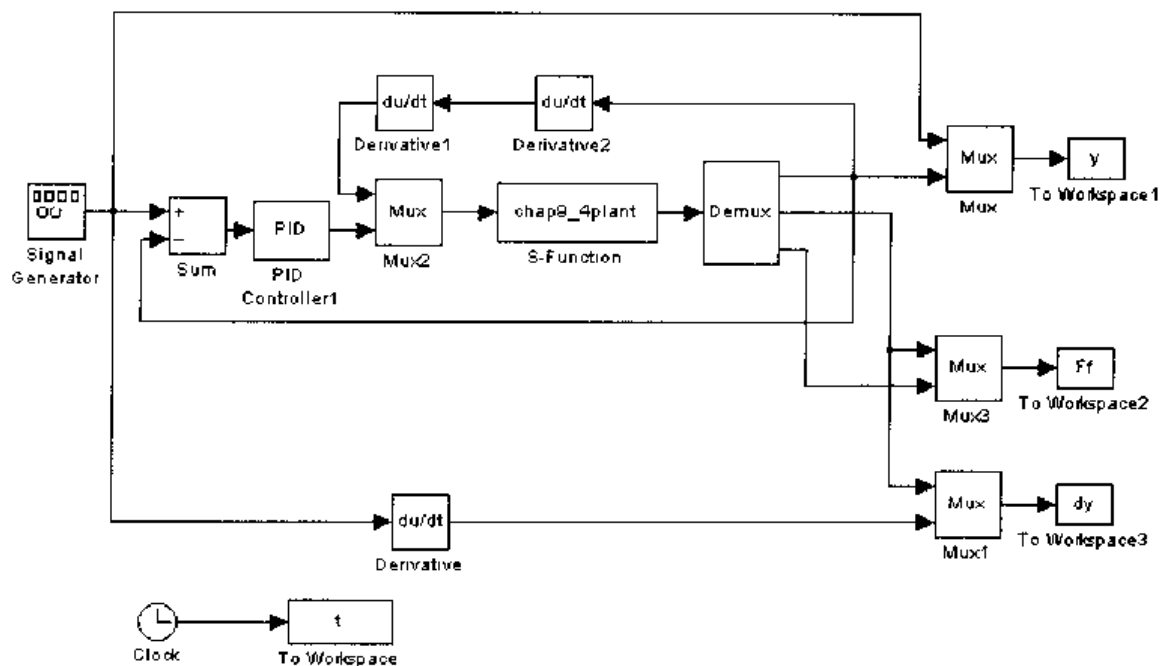 du/dt
Derivative1
du/dt
Derivative2
Mux
Mux
y
To Workspace1
Signal
Generator
+
−
Sum
PID
PID
Controller1
Mux
Mux2
chap8_4plant
S-Function
Demux
Mux
Mux3
Ff
To Workspace2
du/dt
Derivative
Mux
Mux1
dy
To Workspace3
Clock
t
To Workspace